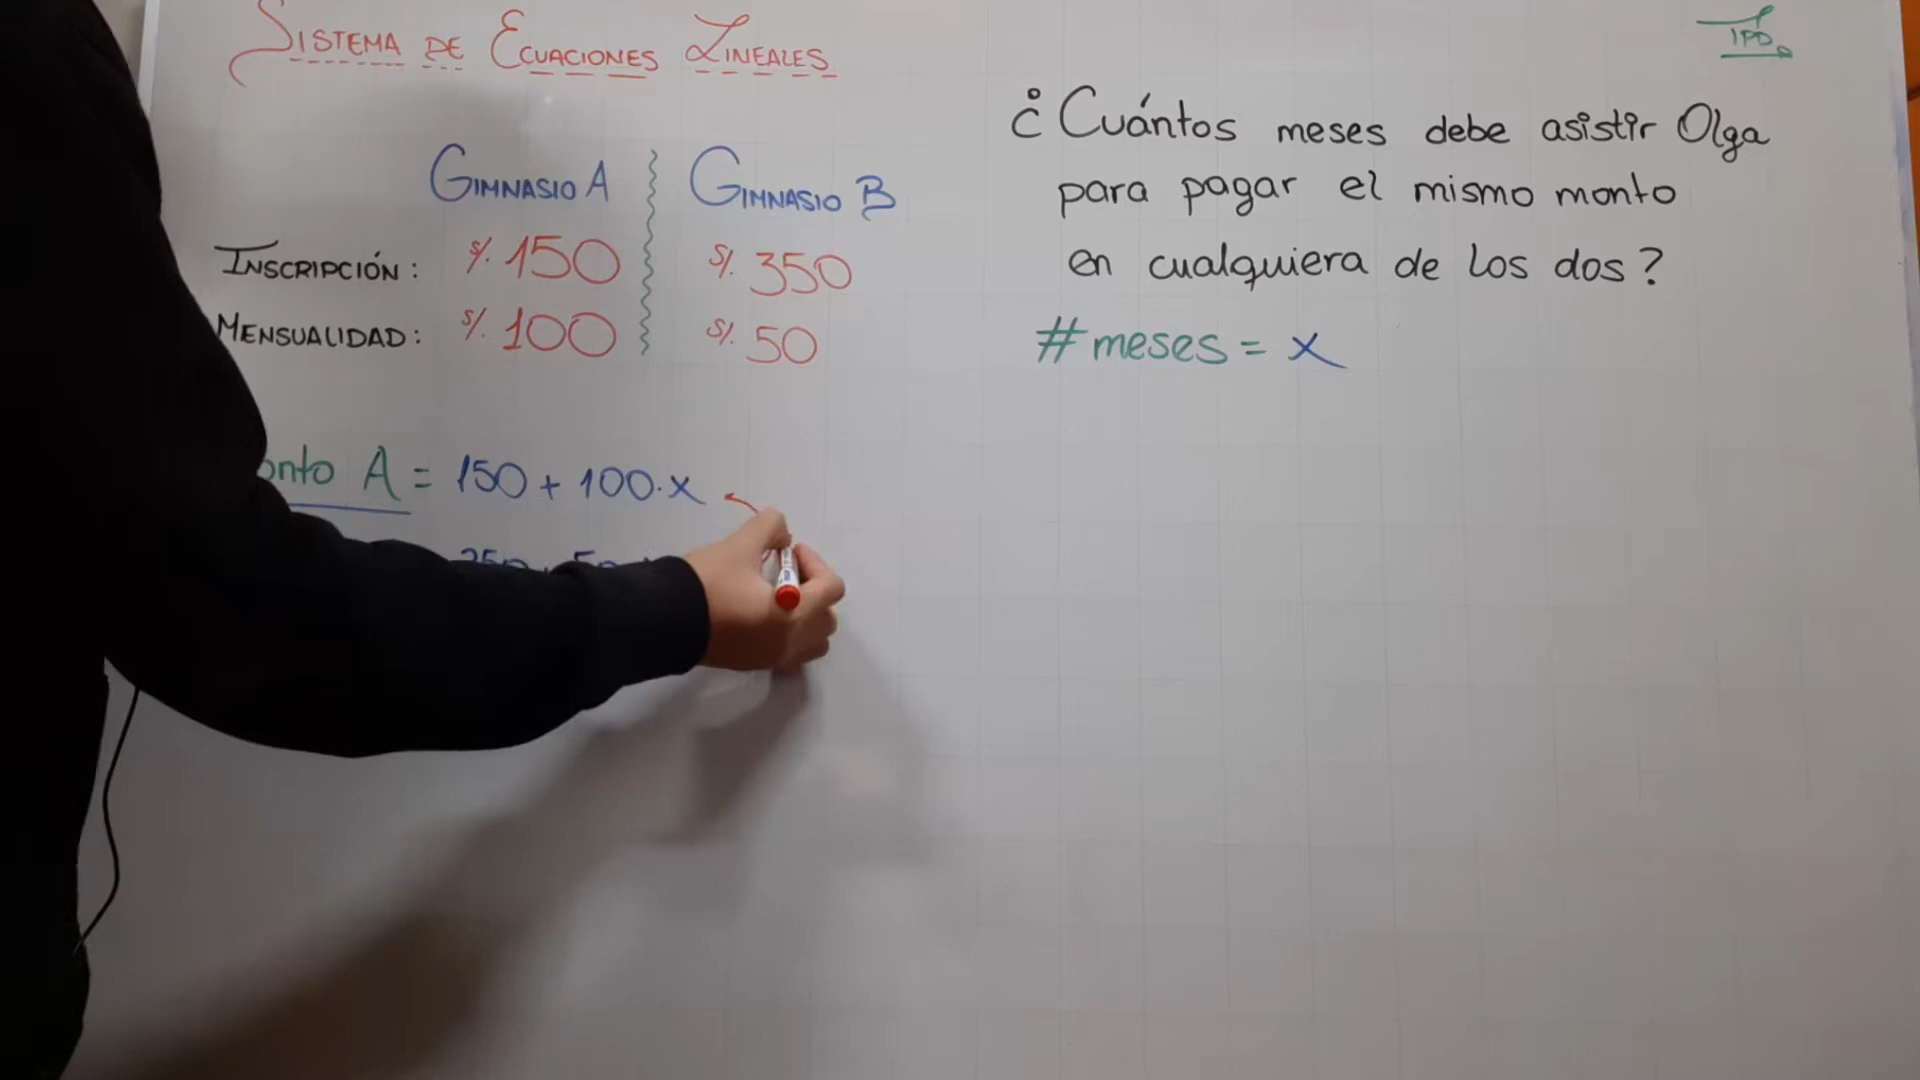 SISTEMA DE ECUACIONES LINEALES
TPD
GIMNASIO A GIMNASIO B
INSCRIPCIÓN: S/. 150 S/. 350
MENSUALIDAD: S/. 100 S/. 50
¿Cuántos meses debe asistir Olga
para pagar el mismo monto
en cualquiera de los dos?
#meses = x
onto A = 150 + 100·x